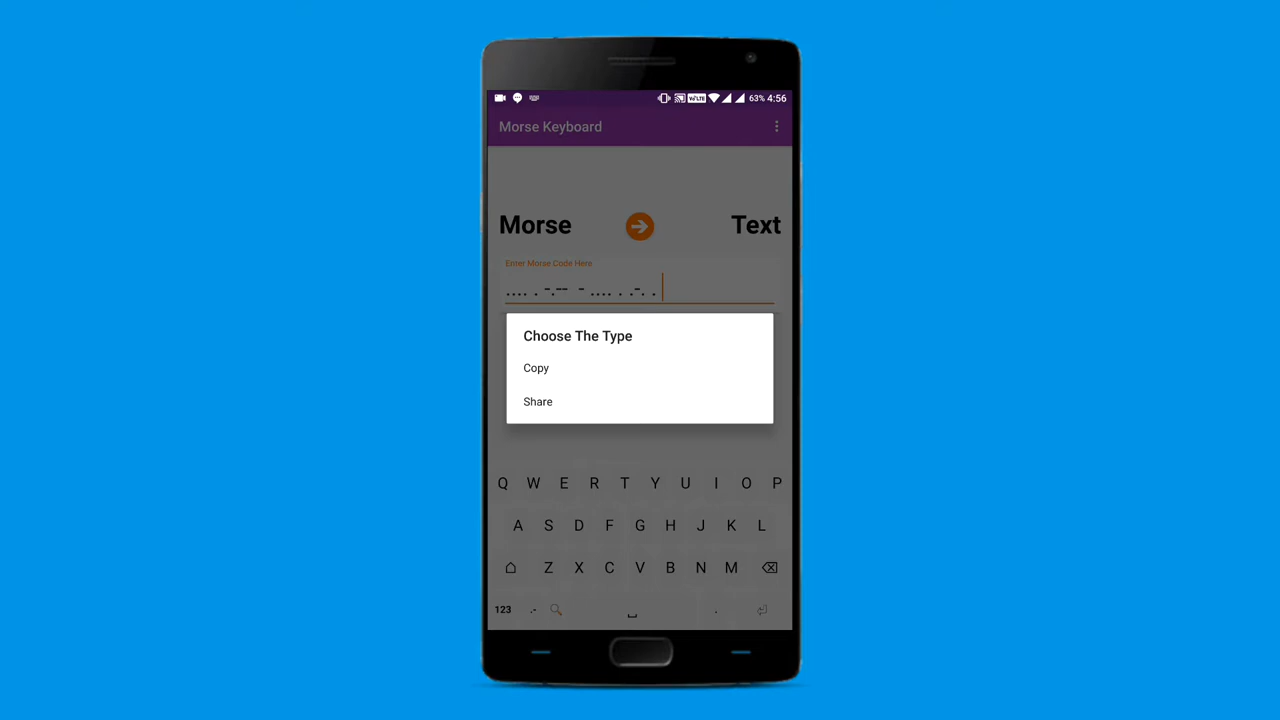 63% 4:56
Morse Keyboard
Morse Text
Enter Morse Code Here
.... . -.-- - .... . .-. .
Choose The Type
Copy
Share
Q W E R T Y U I O P
A S D F G H J K L
Z X C V B N M
123 .- .